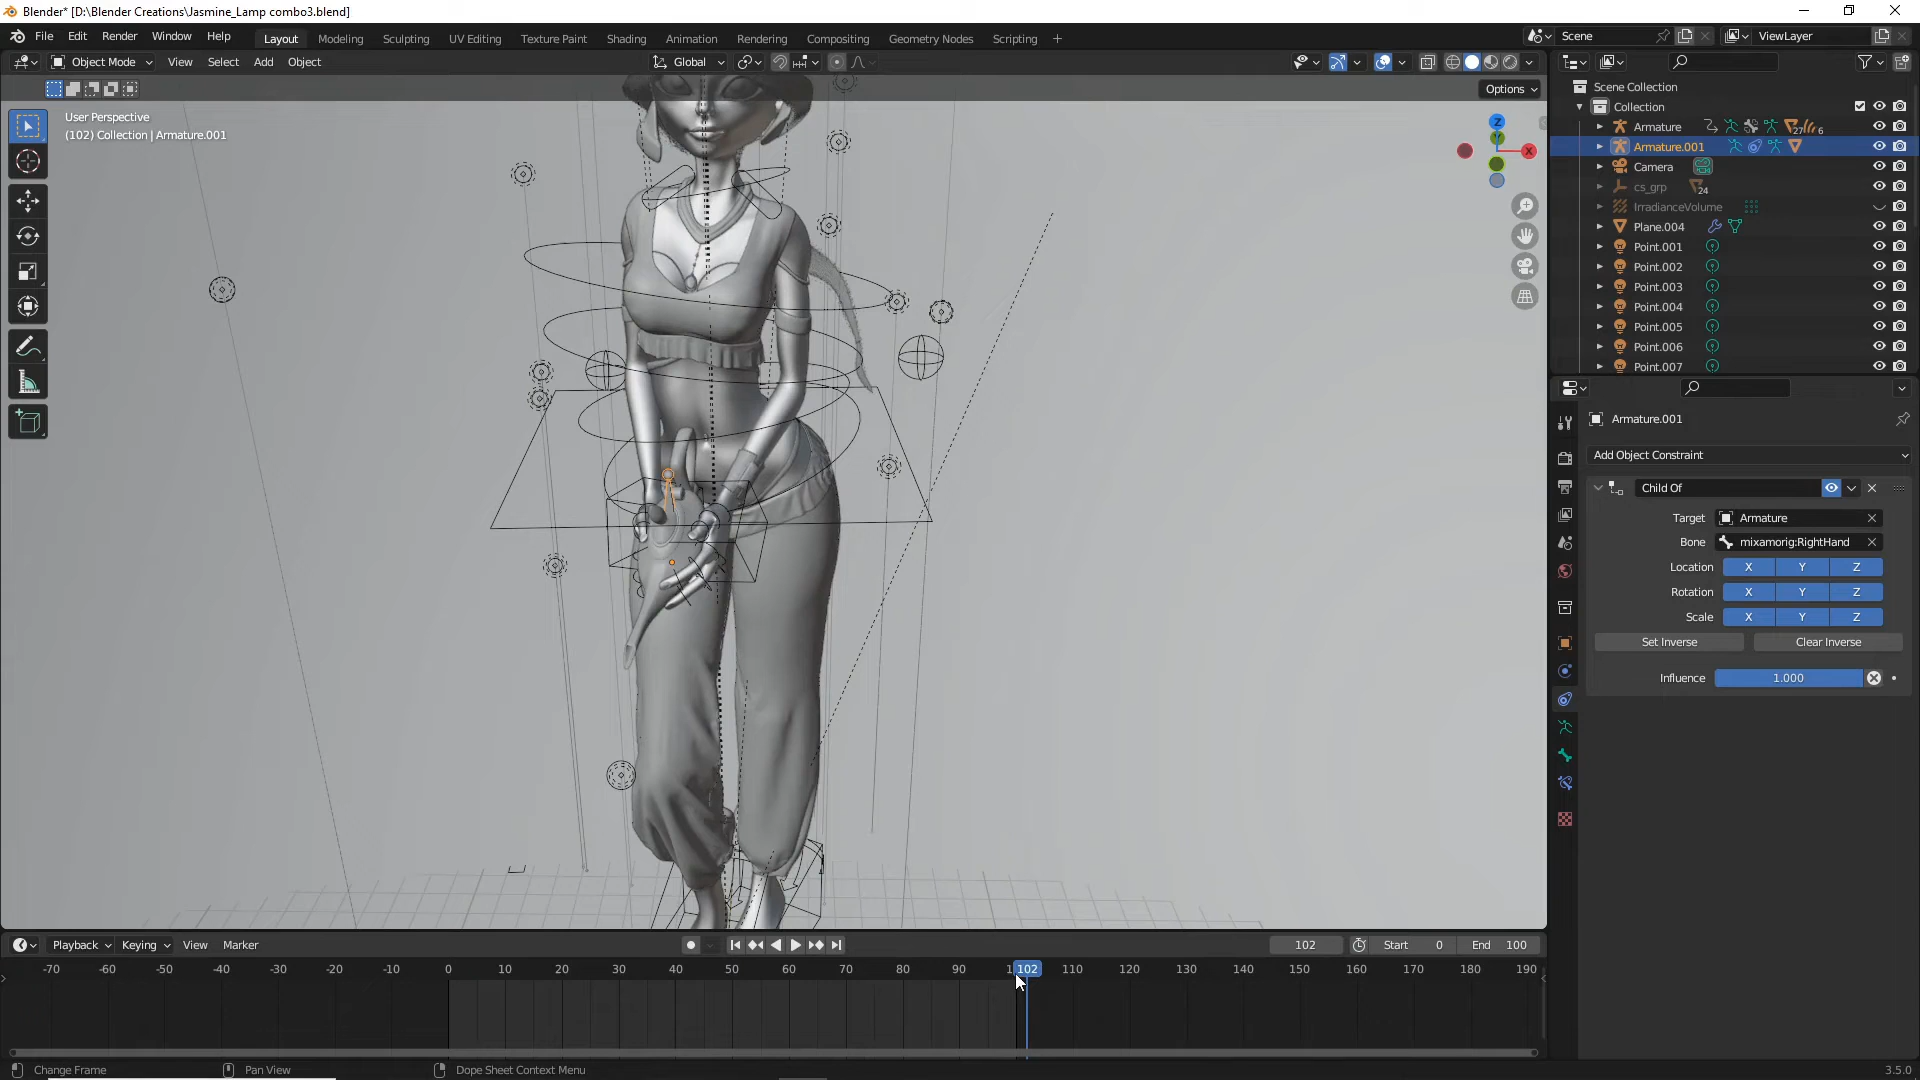 Blender* [D:\Blender Creations\Jasmine_Lamp combo3.blend]
File Edit Render Window Help Layout Modeling Sculpting UV Editing Texture Paint Shading Animation Rendering Compositing Geometry Nodes Scripting + Scene ViewLayer
Object Mode View Select Add Object Global
Options
User Perspective
(102) Collection | Armature.001
Z
Y
X
Scene Collection
Collection
Armature 27 6
Armature.001
Camera
cs_grp 24
IrradianceVolume
Plane.004
Point.001
Point.002
Point.003
Point.004
Point.005
Point.006
Point.007
Armature.001
Add Object Constraint
Child Of
Target Armature
Bone mixamorig:RightHand
Location X Y Z
Rotation X Y Z
Scale X Y Z
Set Inverse Clear Inverse
Influence 1.000
Playback Keying View Marker 102 Start 0 End 100
-70 -60 -50 -40 -30 -20 -10 0 10 20 30 40 50 60 70 80 90 102 110 120 130 140 150 160 170 180 190
Change Frame Pan View Dope Sheet Context Menu 3.5.0